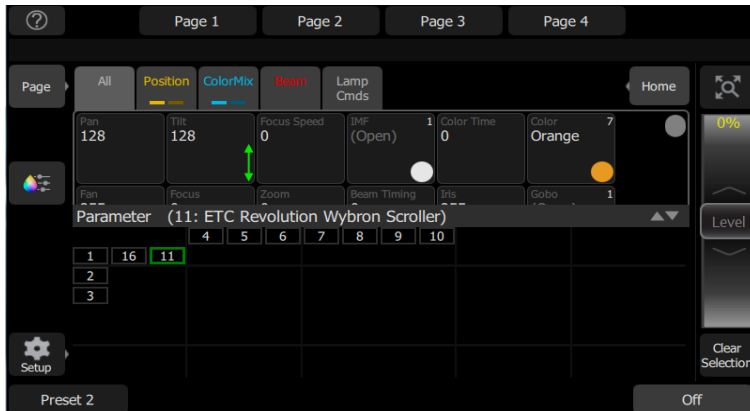 ?
Page 1 Page 2 Page 3 Page 4
Page All Position ColorMix Beam Lamp Cmds Home
Pan Tilt Focus Speed IMF 1 Color Time Color 7
128 128 0 (Open) 0 Orange
0%
Fan Focus Zoom Beam Timing Iris Gobo 1
Parameter (11: ETC Revolution Wybron Scroller)
Level
4 5 6 7 8 9 10
1 16 11
2
3
Setup
Clear Selection
Preset 2 Off